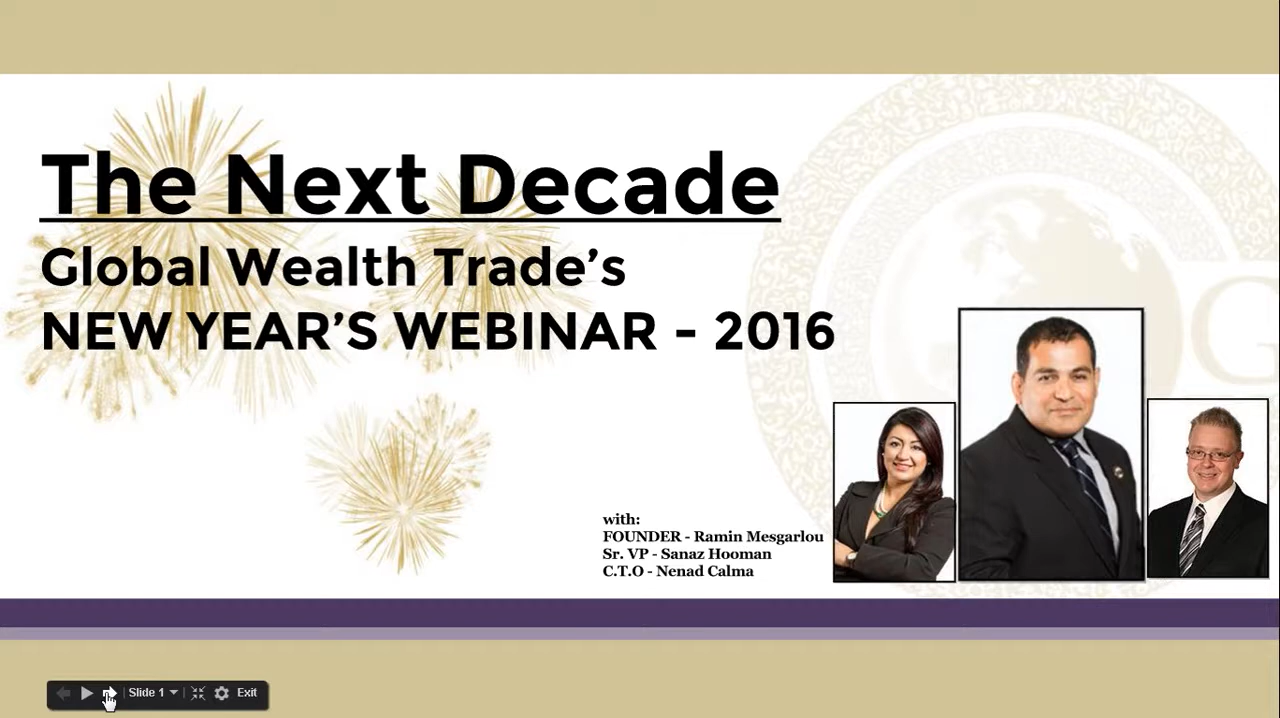 The Next Decade
Global Wealth Trade’s
NEW YEAR’S WEBINAR - 2016
G
with:
FOUNDER - Ramin Mesgarlou
Sr. VP - Sanaz Hooman
C.T.O - Nenad Calma
Slide 1
Exit